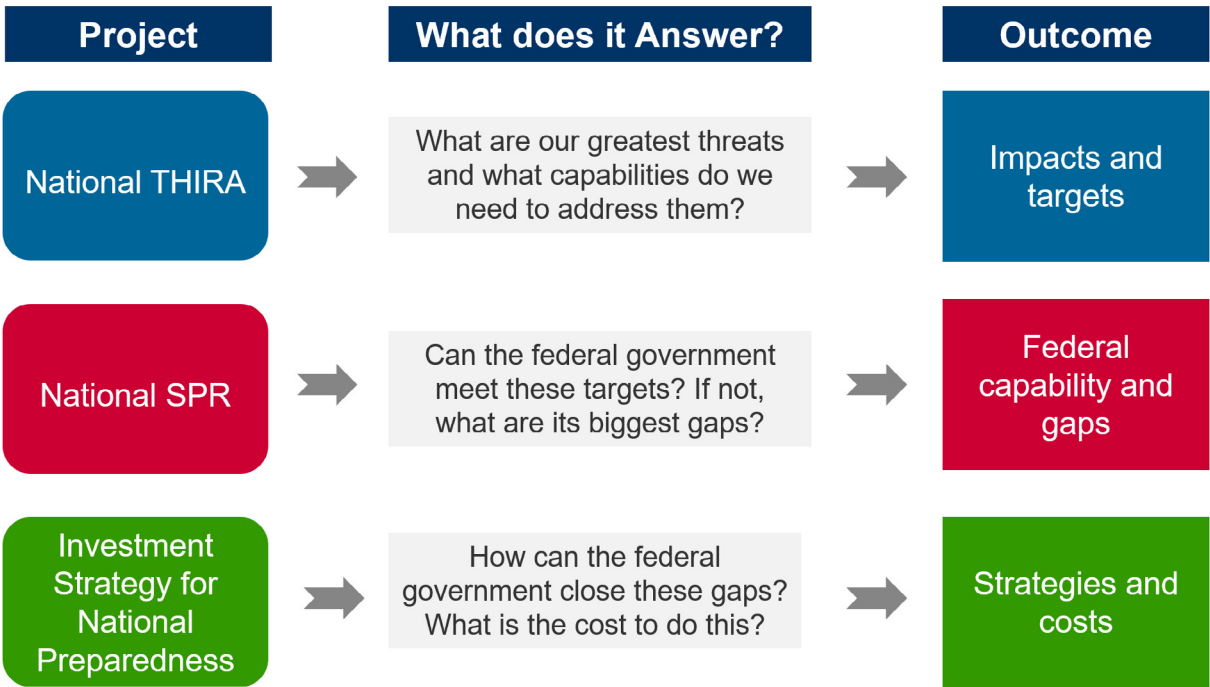 Project
What does it Answer?
Outcome
National THIRA
What are our greatest threats
and what capabilities do we
need to address them?
Impacts and
targets
National SPR
Can the federal government
meet these targets? If not,
what are its biggest gaps?
Federal
capability and
gaps
Investment
Strategy for
National
Preparedness
How can the federal
government close these gaps?
What is the cost to do this?
Strategies and
costs